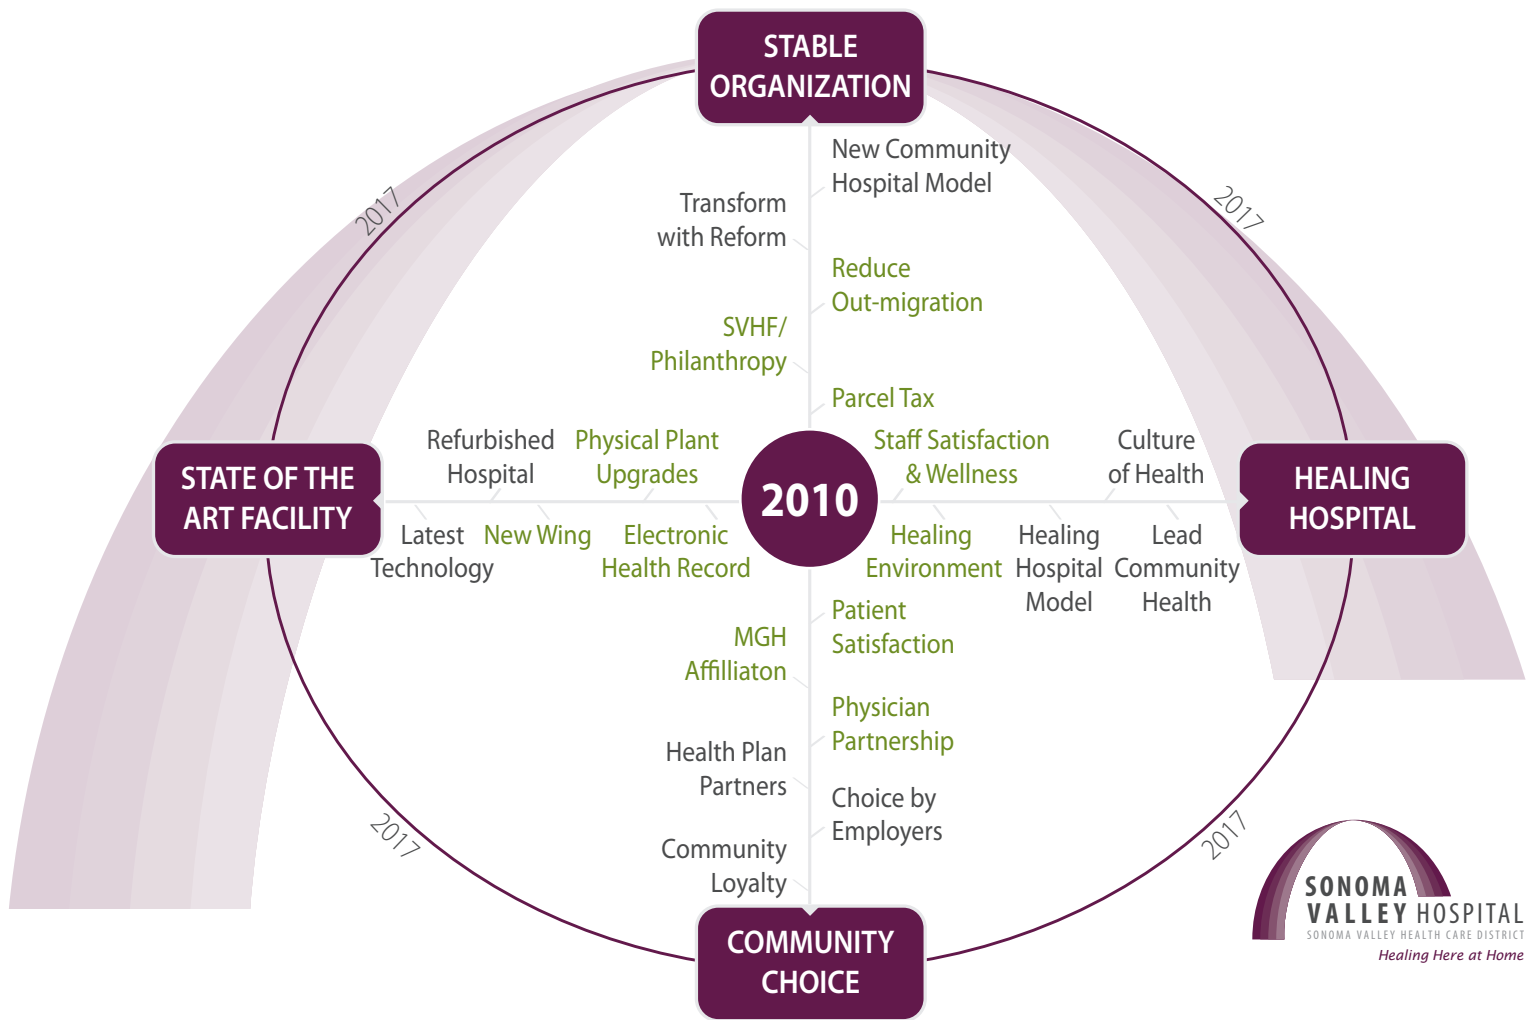 STABLE
ORGANIZATION
New Community
Hospital Model
Transform
with Reform
Reduce
Out-migration
SVHF/
Philanthropy
Parcel Tax
2017
2017
STATE OF THE
ART FACILITY
Refurbished
Hospital
Physical Plant
Upgrades
Latest
Technology
New Wing
Electronic
Health Record
2010
Staff Satisfaction
& Wellness
Culture
of Health
Healing
Environment
Healing
Hospital
Model
Lead
Community
Health
HEALING
HOSPITAL
Patient
Satisfaction
MGH
Affilliaton
Physician
Partnership
Health Plan
Partners
Choice by
Employers
Community
Loyalty
2017
2017
COMMUNITY
CHOICE
SONOMA
VALLEY HOSPITAL
SONOMA VALLEY HEALTH CARE DISTRICT
Healing Here at Home